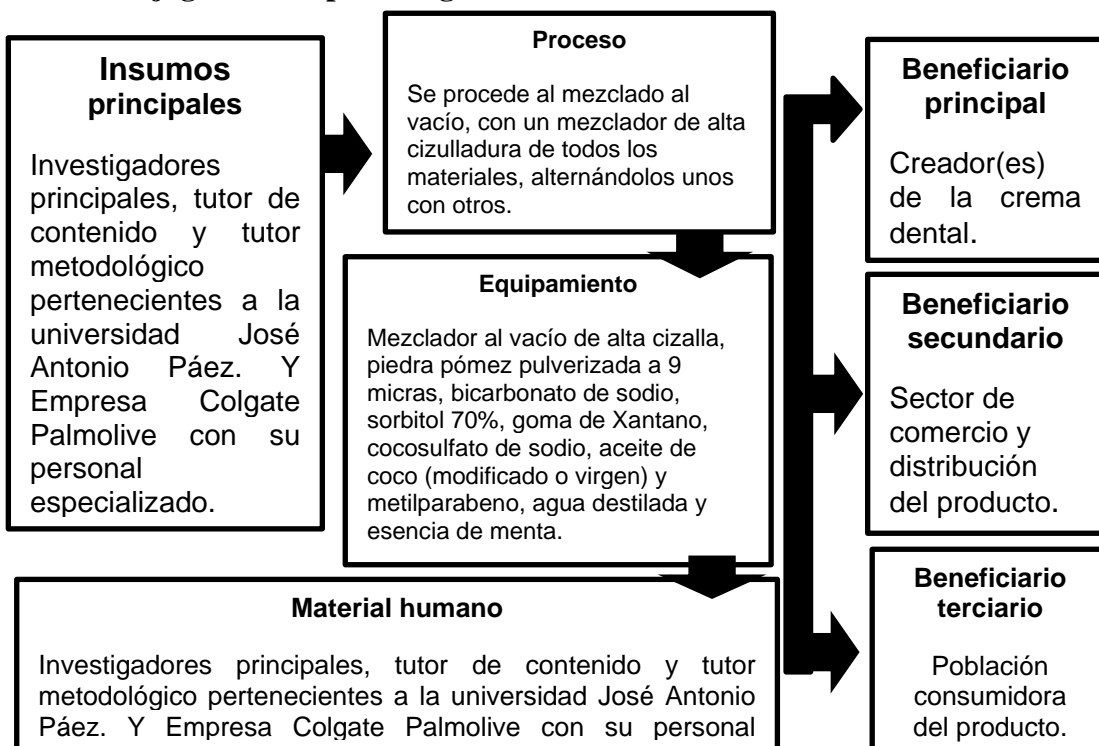 Insumos
principales
Investigadores
principales, tutor de
contenido y tutor
metodológico
pertenecientes a la
universidad José
Antonio Páez. Y
Empresa Colgate
Palmolive con su
personal
especializado.
Proceso
Se procede al mezclado al
vacío, con un mezclador de alta
cizulladura de todos los
materiales, alternándolos unos
con otros.
Equipamiento
Mezclador al vacío de alta cizalla,
piedra pómez pulverizada a 9
micras, bicarbonato de sodio,
sorbitol 70%, goma de Xantano,
cocosulfato de sodio, aceite de
coco (modificado o virgen) y
metilparabeno, agua destilada y
esencia de menta.
Material humano
Investigadores principales, tutor de contenido y tutor
metodológico pertenecientes a la universidad José Antonio
Páez. Y Empresa Colgate Palmolive con su personal
Beneficiario
principal
Creador(es)
de la crema
dental.
Beneficiario
secundario
Sector de
comercio y
distribución
del producto.
Beneficiario
terciario
Población
consumidora
del producto.